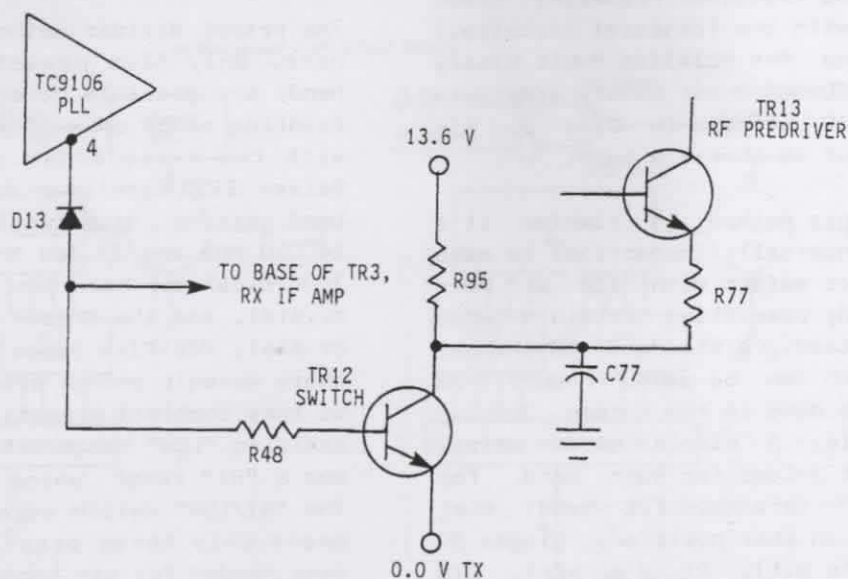 TC9106
PLL
4
D13
13.6 V
TR13
RF PREDRIVER
TO BASE OF TR3,
RX IF AMP
R95
R77
TR12
SWITCH
C77
R48
0.0 V TX